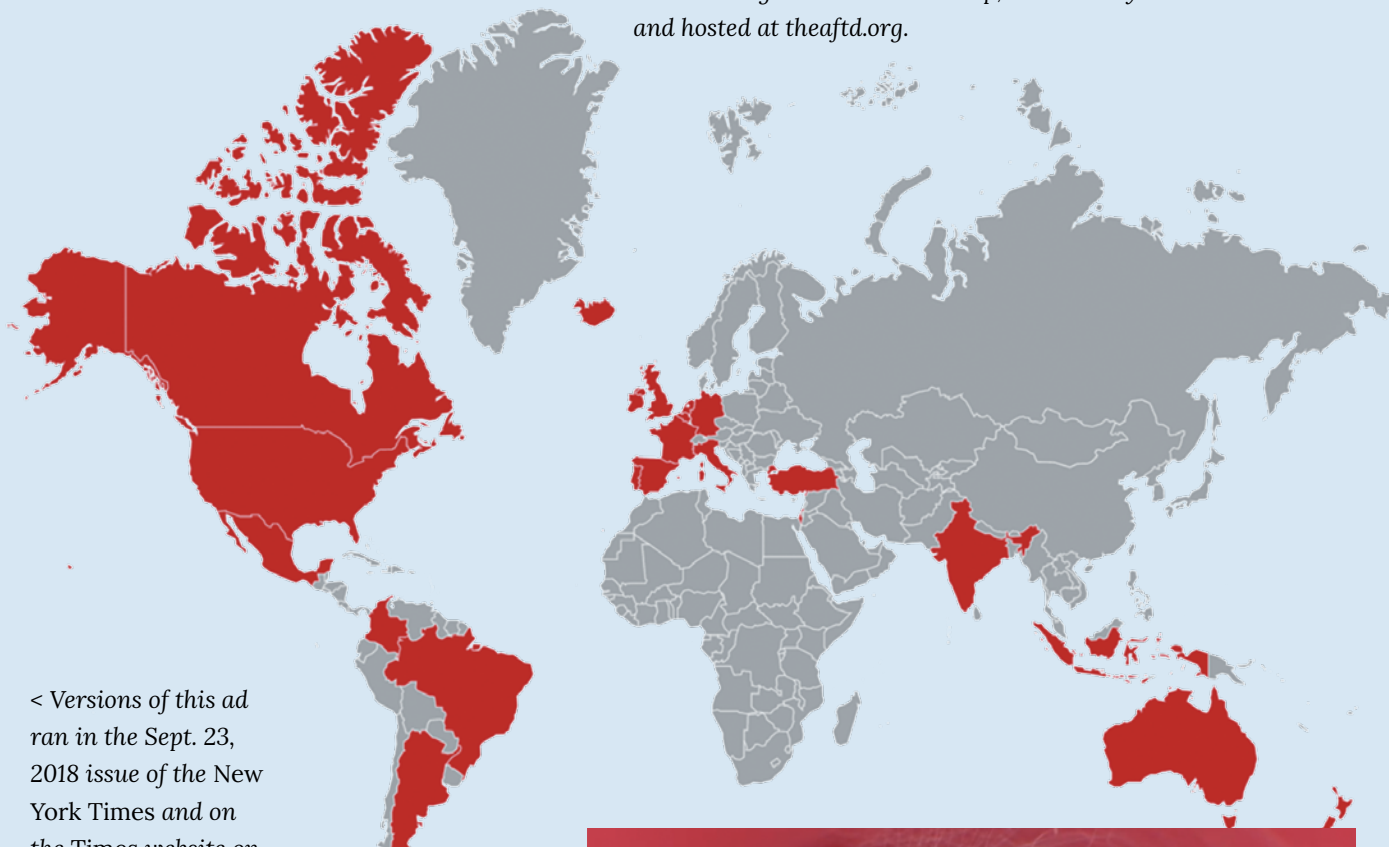 and hosted at theaftd.org.
< Versions of this ad
ran in the Sept. 23,
2018 issue of the New
York Times and on